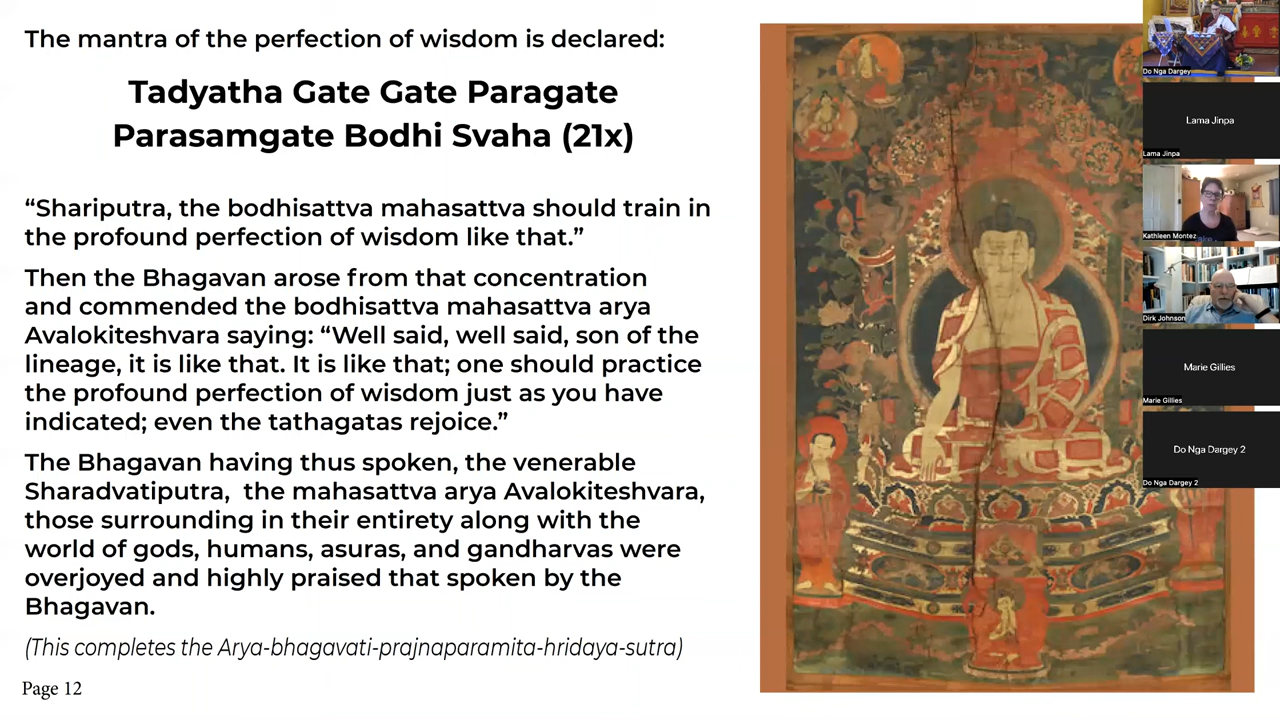 The mantra of the perfection of wisdom is declared:
Tadyatha Gate Gate Paragate
Parasamgate Bodhi Svaha (21x)
“Shariputra, the bodhisattva mahasattva should train in
the profound perfection of wisdom like that.”
Then the Bhagavan arose from that concentration
and commended the bodhisattva mahasattva arya
Avalokiteshvara saying: “Well said, well said, son of the
lineage, it is like that. It is like that; one should practice
the profound perfection of wisdom just as you have
indicated; even the tathagatas rejoice.”
The Bhagavan having thus spoken, the venerable
Sharadvatiputra,  the mahasattva arya Avalokiteshvara,
those surrounding in their entirety along with the
world of gods, humans, asuras, and gandharvas were
overjoyed and highly praised that spoken by the
Bhagavan.
(This completes the Arya-bhagavati-prajnaparamita-hridaya-sutra)
Page 12
Do Nga Dargey
Lama Jinpa
Lama Jinpa
Kathleen Montez
Dirk Johnson
Marie Gillies
Marie Gillies
Do Nga Dargey 2
Do Nga Dargey 2